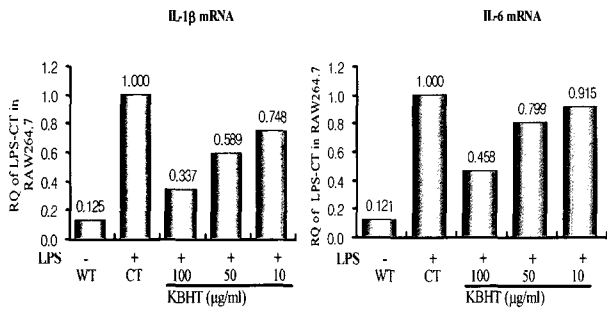 IL-1β mRNA
RQ of LPS-CT in
RAW264.7
1.2
1.0
0.8
0.6
0.4
0.2
0.0
0.125
1.000
0.337
0.589
0.748
LPS - + + + +
WT CT 100 50 10
KBHT (µg/ml)
IL-6 mRNA
RQ of LPS-CT in RAW264.7
1.2
1.0
0.8
0.6
0.4
0.2
0.0
0.121
1.000
0.458
0.799
0.915
LPS - + + + +
WT CT 100 50 10
KBHT (µg/ml)